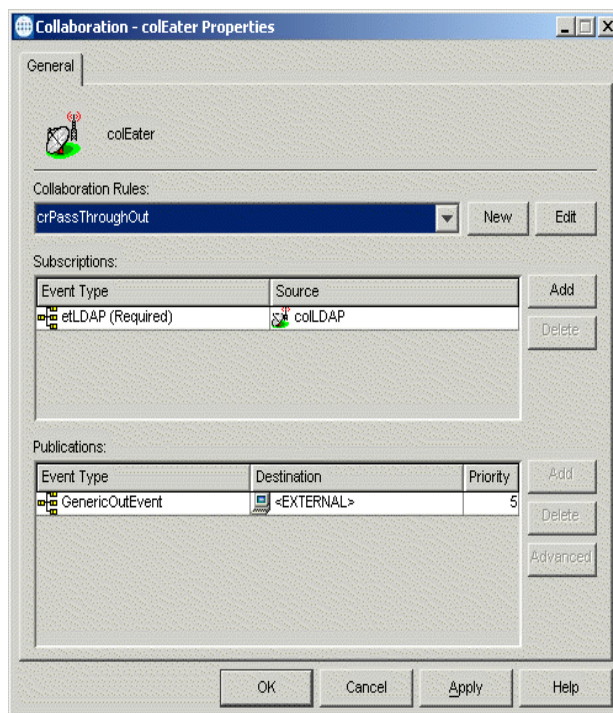 Collaboration - colEater Properties
General
colEater
Collaboration Rules:
crPassThroughOut New Edit
Subscriptions:
Event Type Source Add
etLDAP (Required) colLDAP
Delete
Publications:
Event Type Destination Priority Add
GenericOutEvent <EXTERNAL> 5
Delete
Advanced
OK Cancel Apply Help